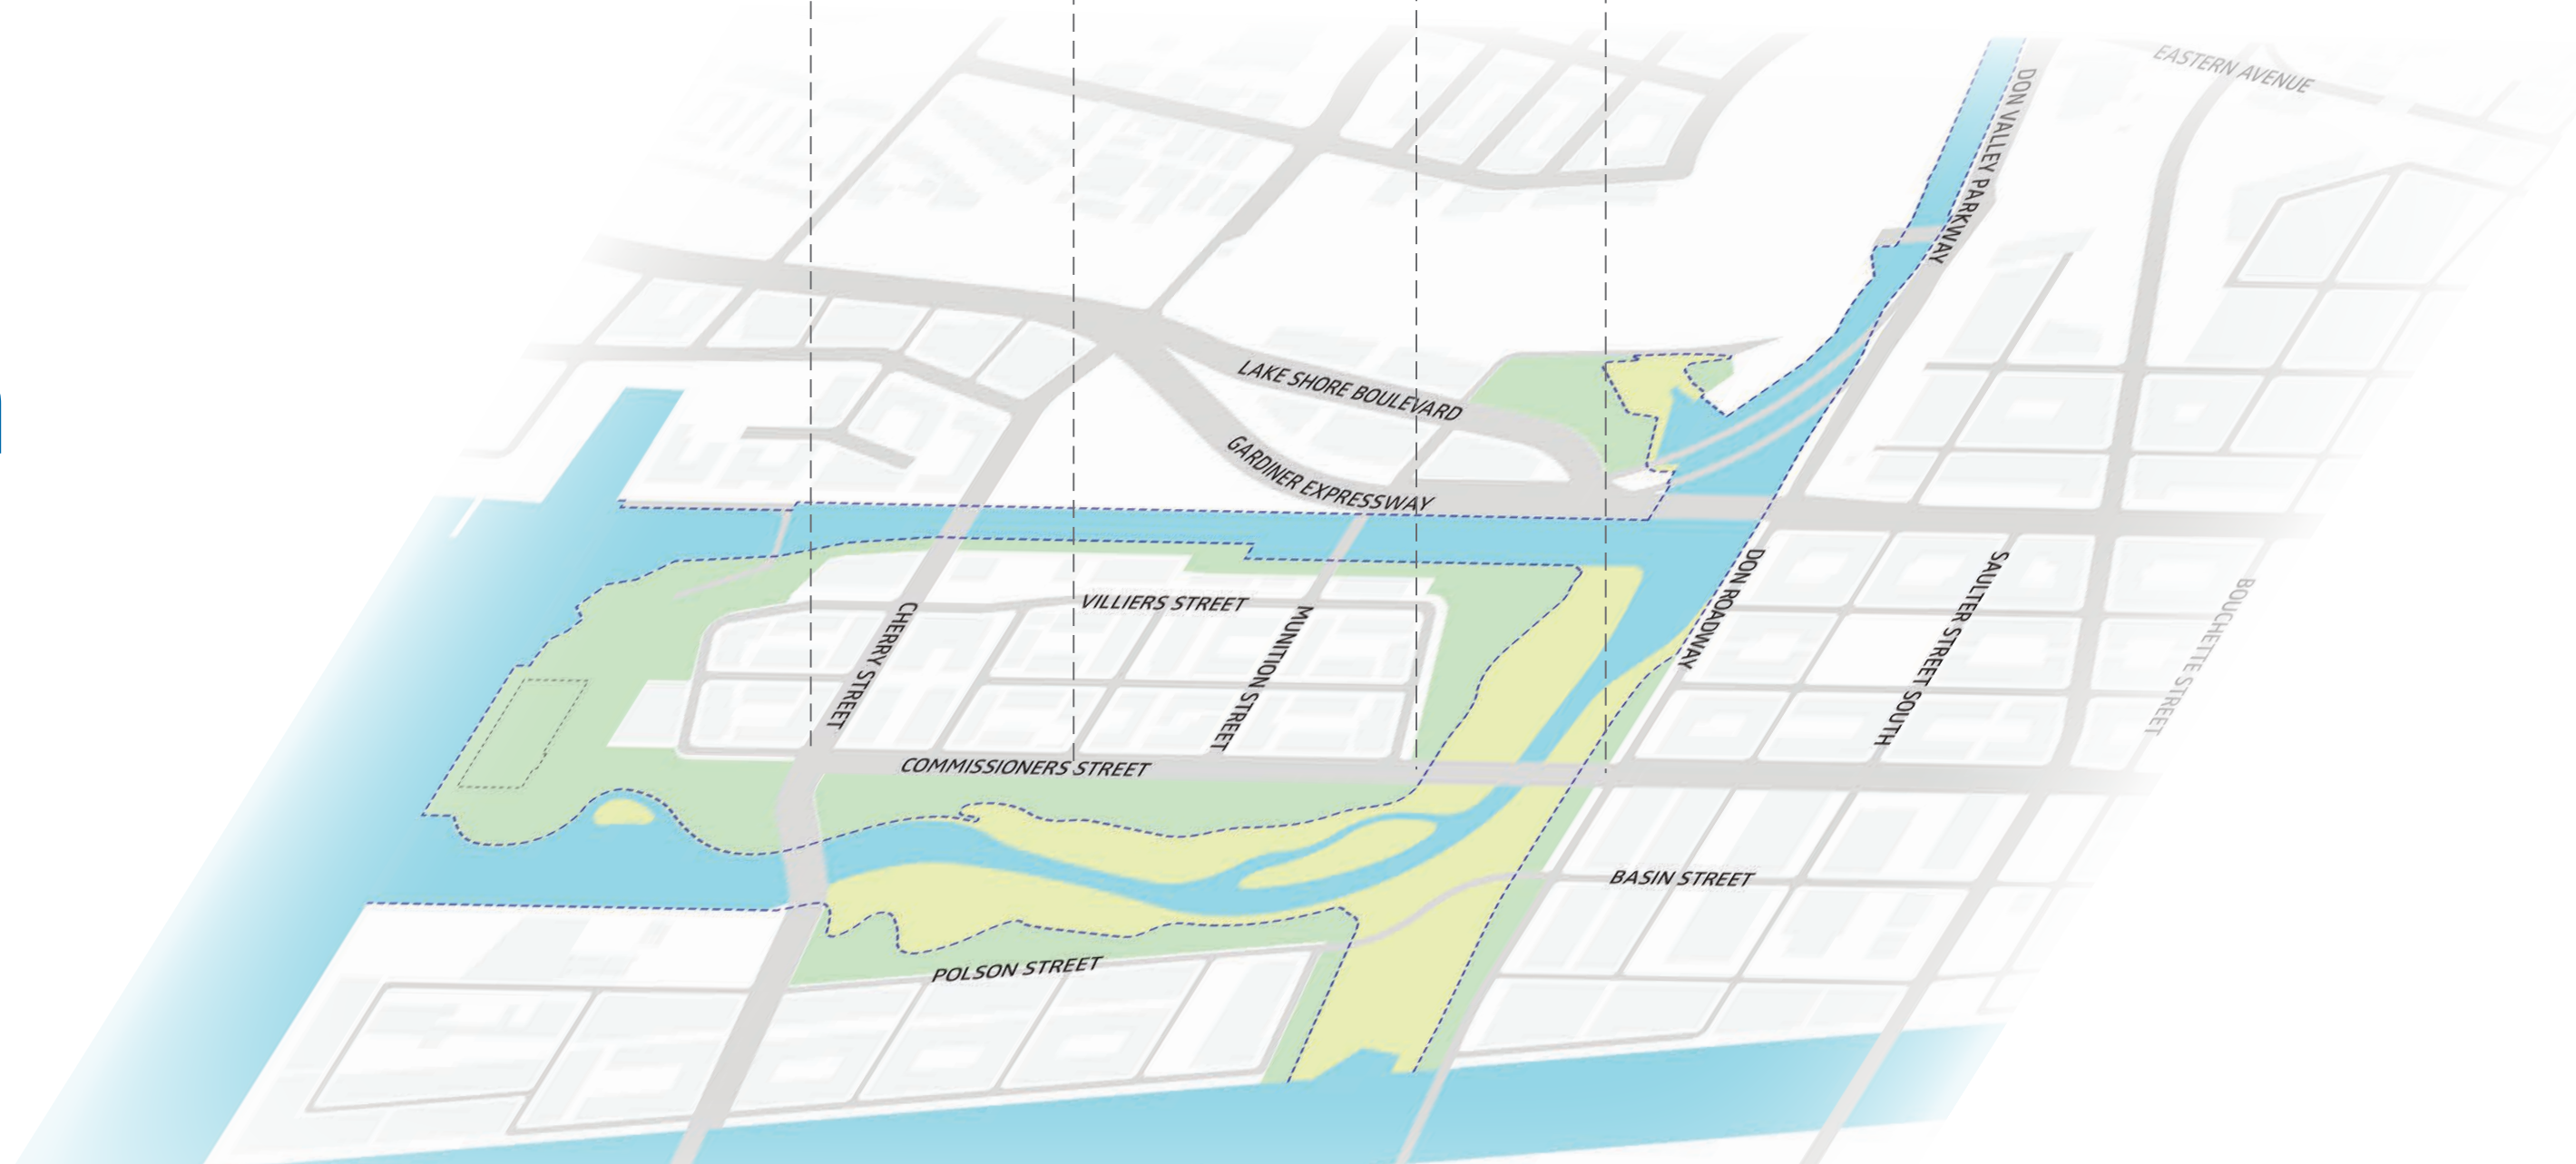 EASTERN AVENUE
DON VALLEY PARKWAY
LAKE SHORE BOULEVARD
GARDINER EXPRESSWAY
VILLIERS STREET
CHERRY STREET
MUNITION STREET
DON ROADWAY
SAULTER STREET SOUTH
BOUCHETTE STREET
COMMISSIONERS STREET
BASIN STREET
POLSON STREET